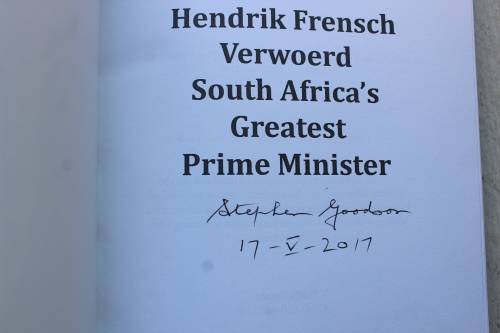 Hendrik Frensch
Verwoerd
South Africa's
Greatest
Prime Minister
Stephen Goodson
17-V-2017